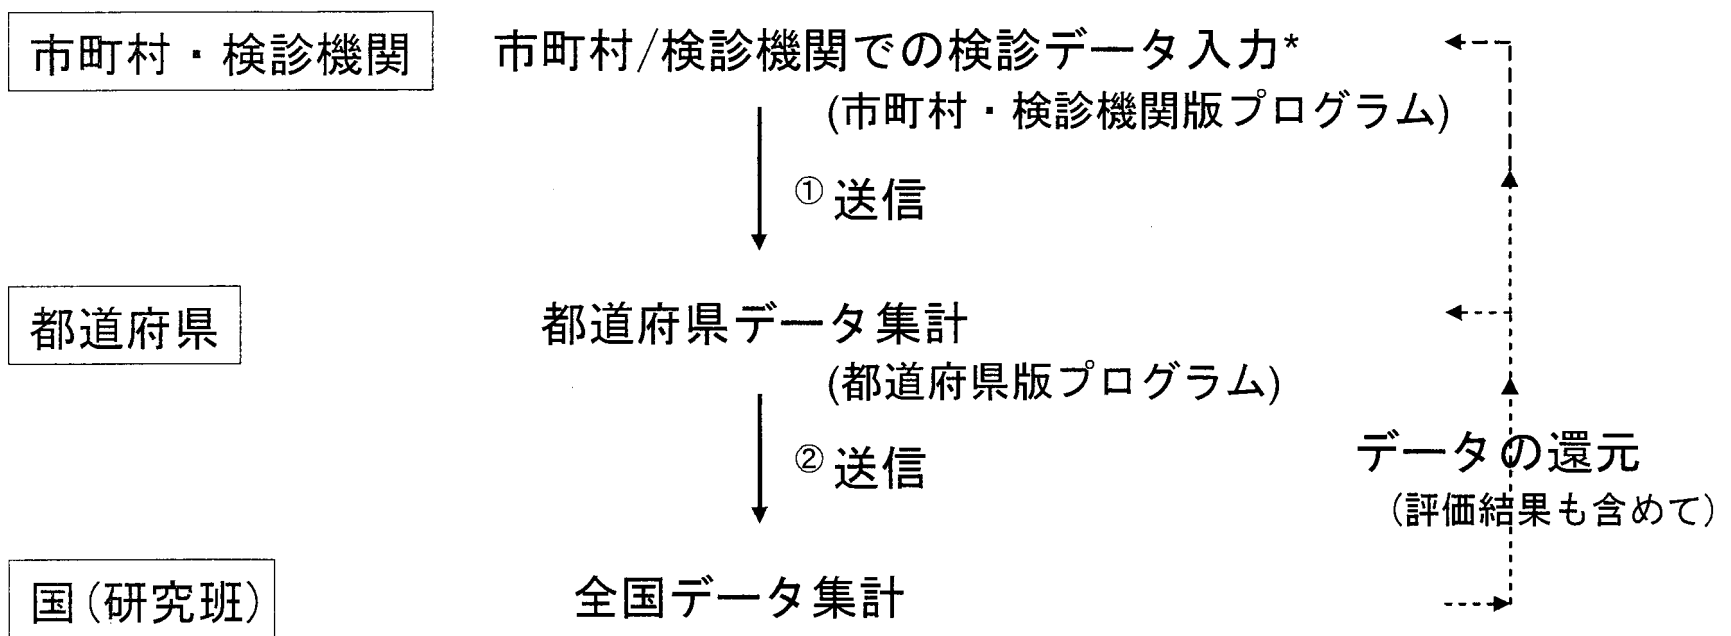 市町村・検診機関
市町村/検診機関での検診データ入力*
(市町村・検診機関版プログラム)
①送信
都道府県
都道府県データ集計
(都道府県版プログラム)
②送信
データの還元
(評価結果も含めて)
国(研究班)
全国データ集計